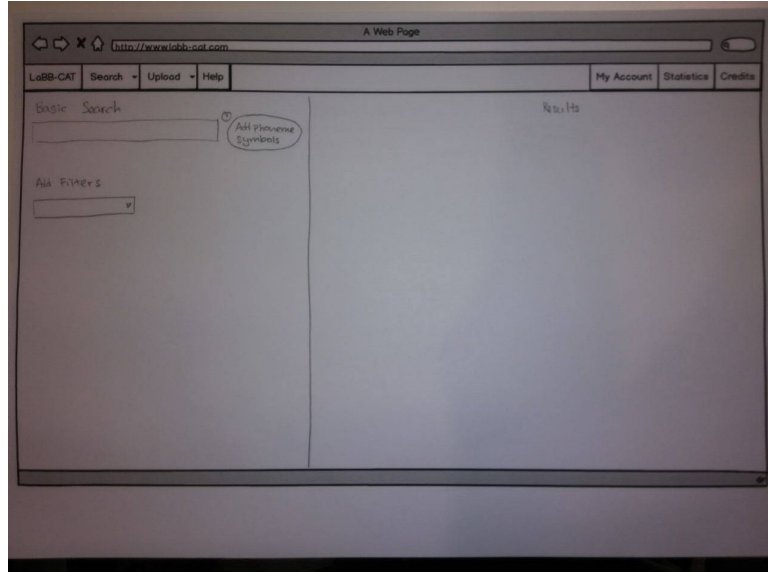 A Web Page
http://www.labb-cat.com
LaBB-CAT Search Upload Help My Account Statistics Credits
Basic Search
Results
Add phoneme
symbols
Add Filters